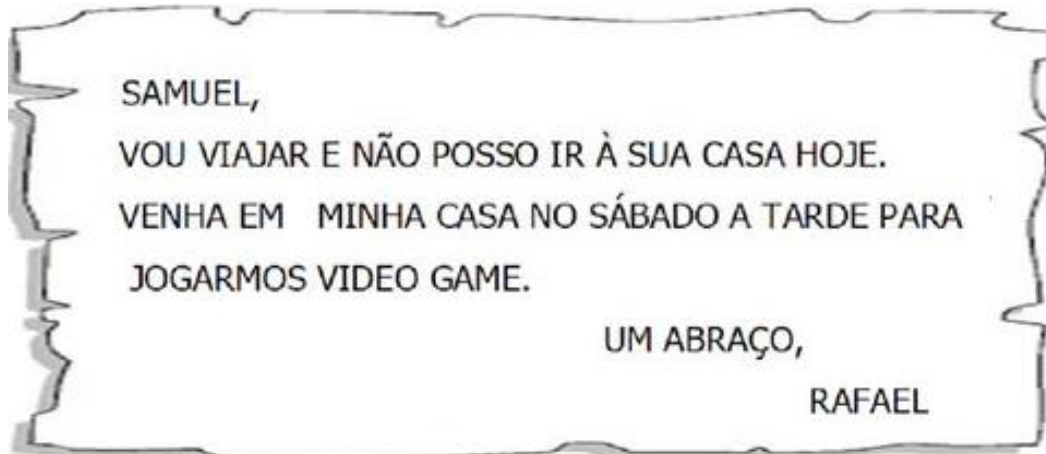 SAMUEL,
VOU VIAJAR E NÃO POSSO IR À SUA CASA HOJE.
VENHA EM MINHA CASA NO SÁBADO A TARDE PARA
JOGARMOS VIDEO GAME.
UM ABRAÇO,
RAFAEL